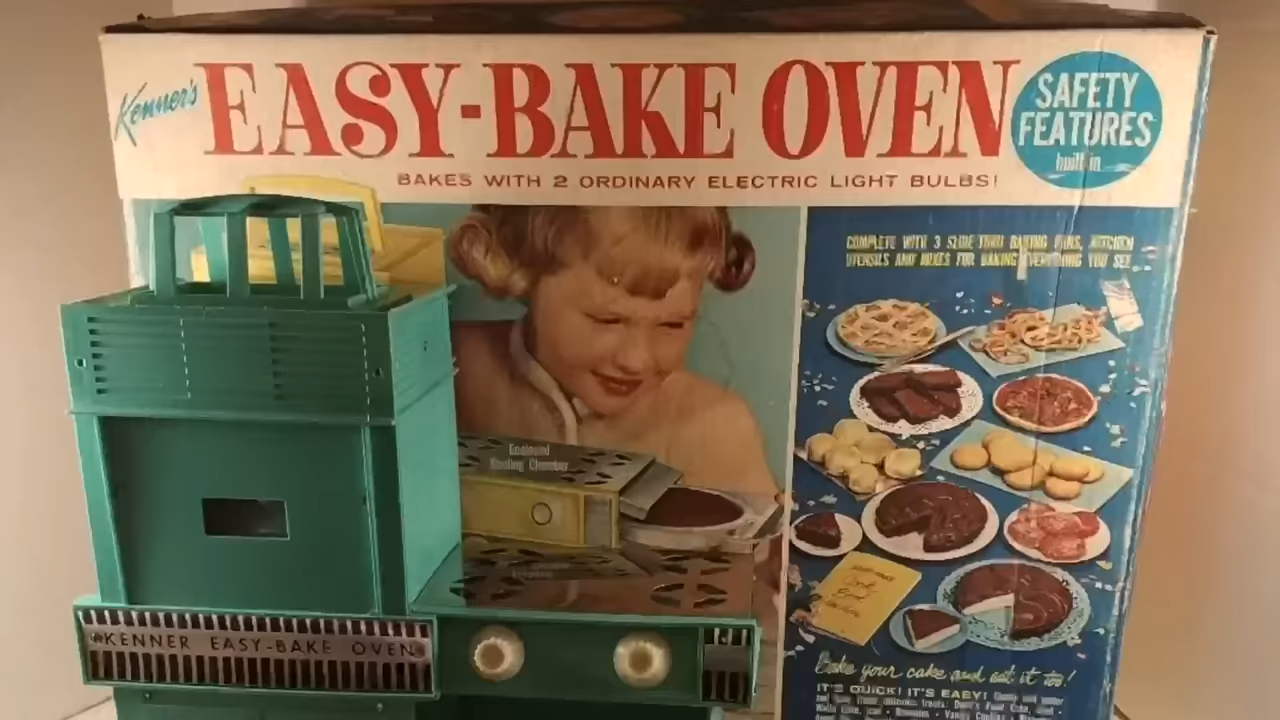 Kenner's
EASY-BAKE OVEN
SAFETY
FEATURES
built-in
BAKES WITH 2 ORDINARY ELECTRIC LIGHT BULBS!
COMPLETE WITH 3 SLIDE THRU BAKING PANS, KITCHEN
UTENSILS AND MIXES FOR BAKING EVERYTHING YOU SEE
Enclosed
Cooling Chamber
KENNER EASY-BAKE OVEN
Bake your cake and eat it too!
IT'S QUICK! IT'S EASY!